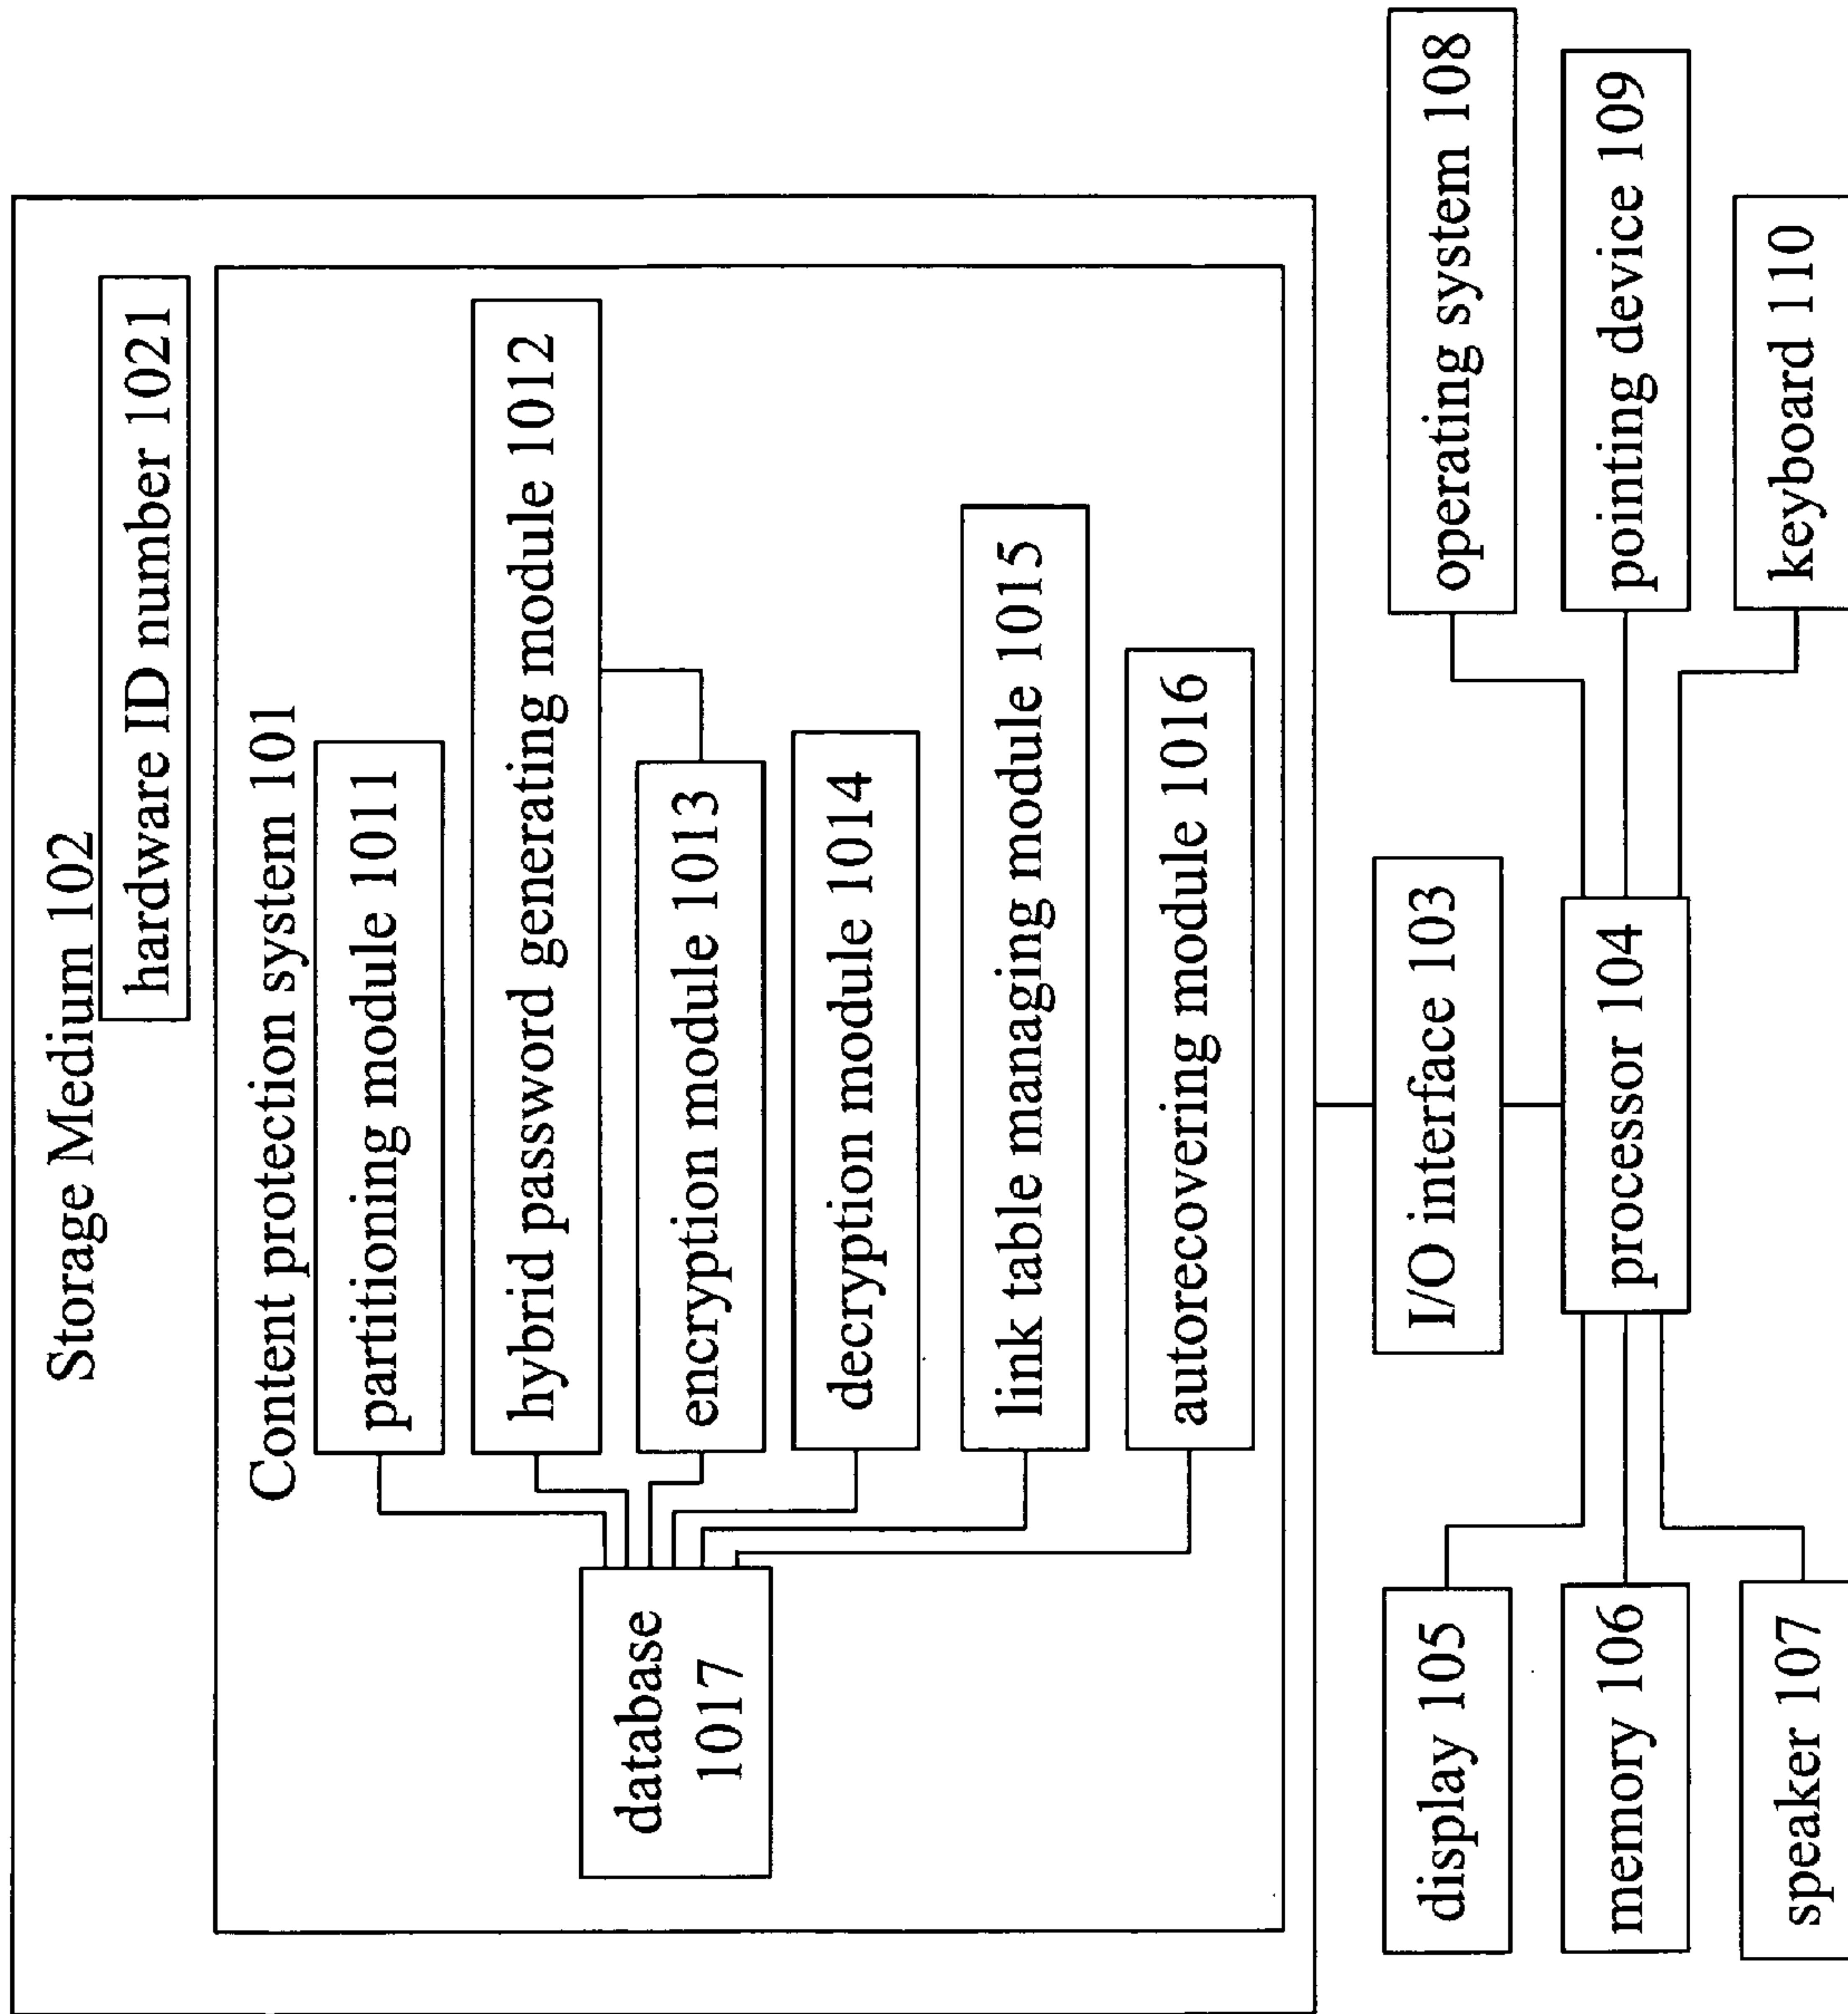 Storage Medium 102
hardware ID number 1021
Content protection system 101
partitioning module 1011
hybrid password generating module 1012
encryption module 1013
decryption module 1014
link table managing module 1015
autorecovering module 1016
database
1017
I/O interface 103
processor 104
display 105
memory 106
speaker 107
operating system 108
pointing device 109
keyboard 110